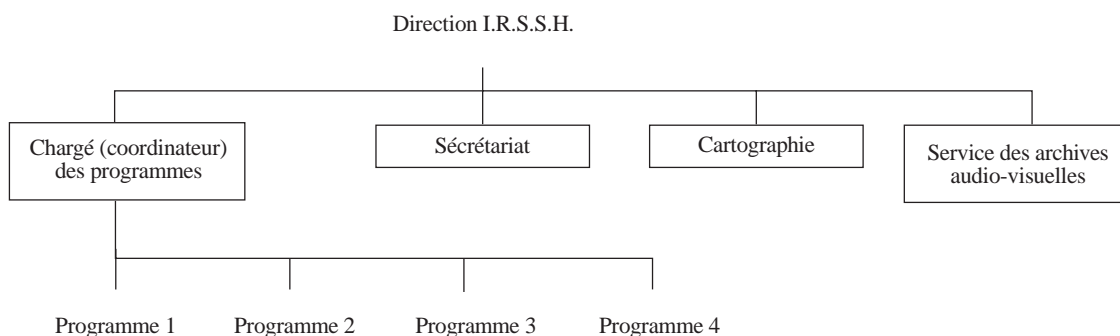 Direction I.R.S.S.H.
Chargé (coordinateur)
des programmes
Sécrétariat
Cartographie
Service des archives
audio-visuelles
Programme 1
Programme 2
Programme 3
Programme 4